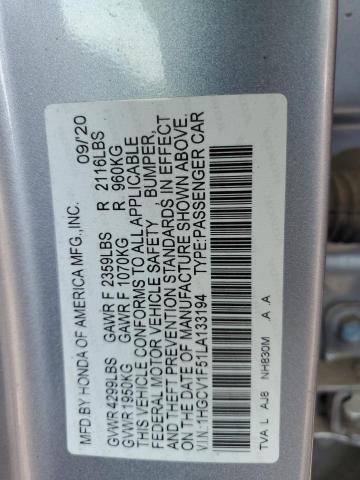 MFD.BY HONDA OF AMERICA MFG.,INC. 09/20
GVWR 4299LBS GAWR F 2359LBS R 2116LBS
GVWR 1950KG GAWR F 1070KG R 960KG
THIS VEHICLE CONFORMS TO ALL APPLICABLE
FEDERAL MOTOR VEHICLE SAFETY , BUMPER,
AND THEFT PREVENTION STANDARDS IN EFFECT
ON THE DATE OF MANUFACTURE SHOWN ABOVE.
V.I.N:1HGCV1F51LA133194 TYPE:PASSENGER CAR
TVA L AJ8 NH830M .A .A